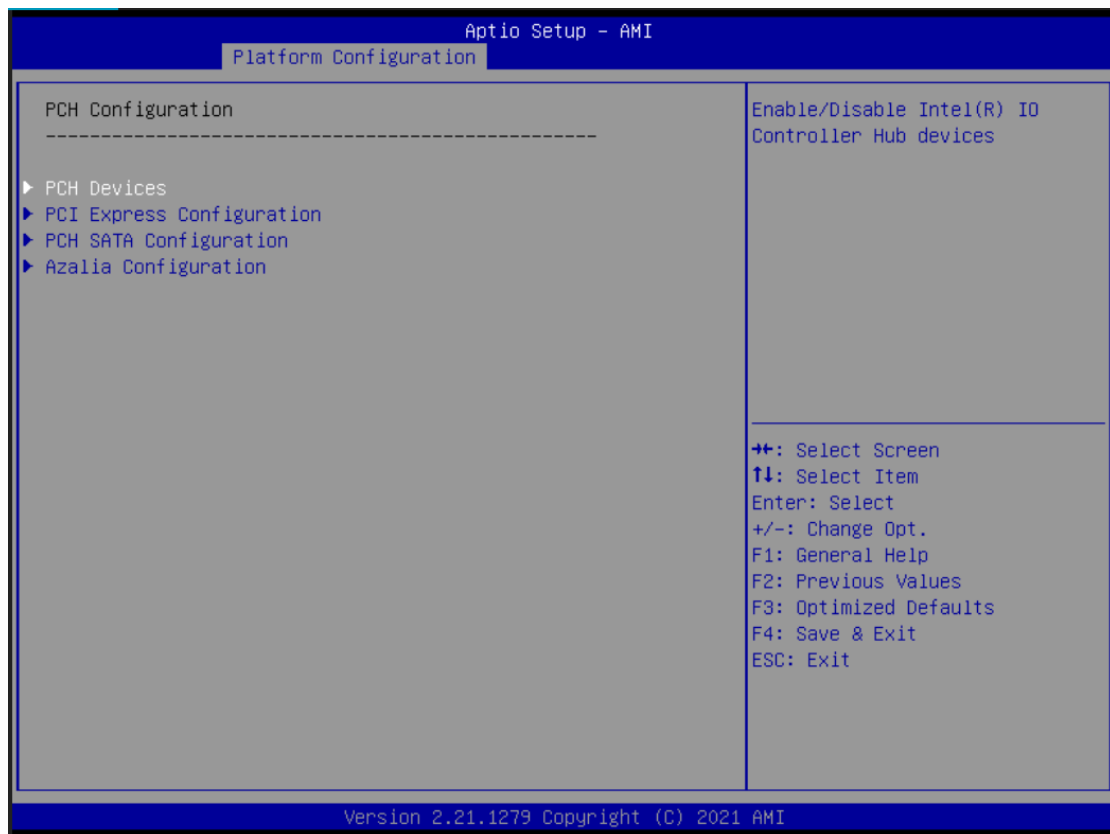 Aptio Setup - AMI
Platform Configuration
PCH Configuration
--------------------------------------------------
PCH Devices
PCI Express Configuration
PCH SATA Configuration
Azalia Configuration
Enable/Disable Intel(R) IO
Controller Hub devices
→←: Select Screen
↑↓: Select Item
Enter: Select
+/-: Change Opt.
F1: General Help
F2: Previous Values
F3: Optimized Defaults
F4: Save & Exit
ESC: Exit
Version 2.21.1279 Copyright (C) 2021 AMI